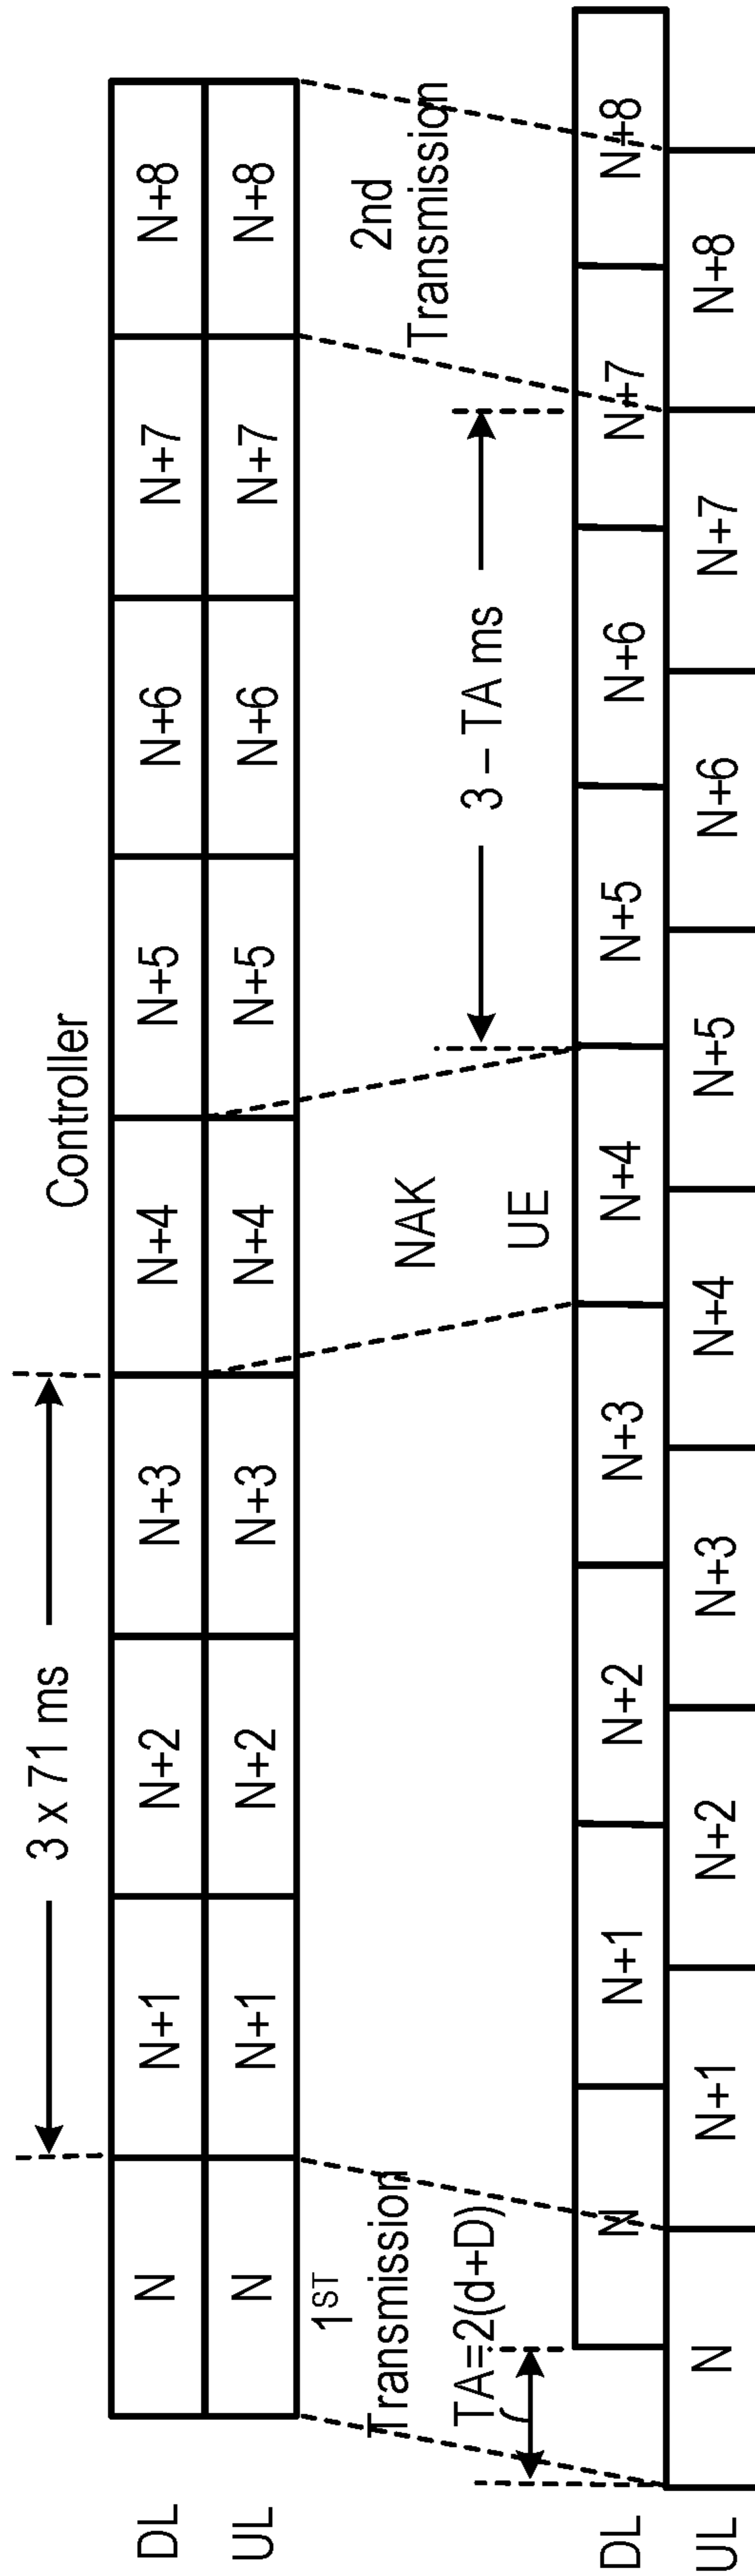 Controller
3 x 71 ms
DL N N+1 N+2 N+3 N+4 N+5 N+6 N+7 N+8
UL N N+1 N+2 N+3 N+4 N+5 N+6 N+7 N+8
1ST
Transmission
NAK
2nd
Transmission
TA=2(d+D)
UE
3 – TA ms
DL N N+1 N+2 N+3 N+4 N+5 N+6 N+7 N+8
UL N N+1 N+2 N+3 N+4 N+5 N+6 N+7 N+8